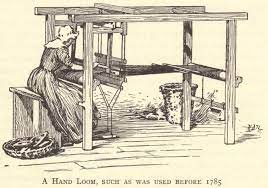 A HAND LOOM, SUCH AS WAS USED BEFORE 1785